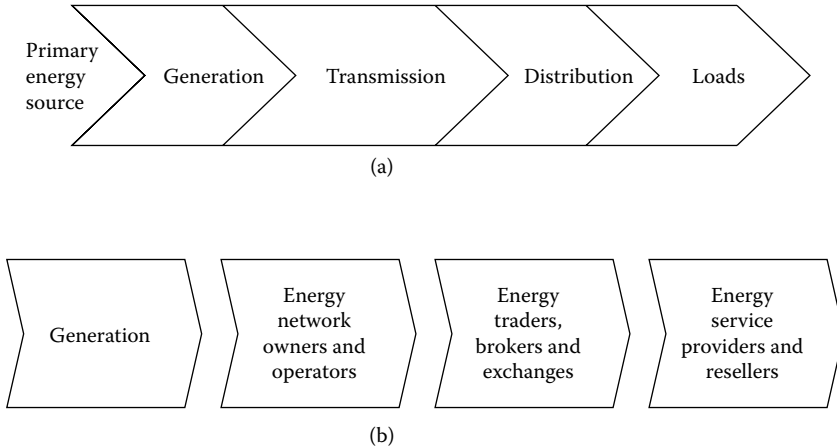 Primary
energy
source
Generation
Transmission
Distribution
Loads
(a)
Generation
Energy
network
owners and
operators
Energy
traders,
brokers and
exchanges
Energy
service
providers and
resellers
(b)